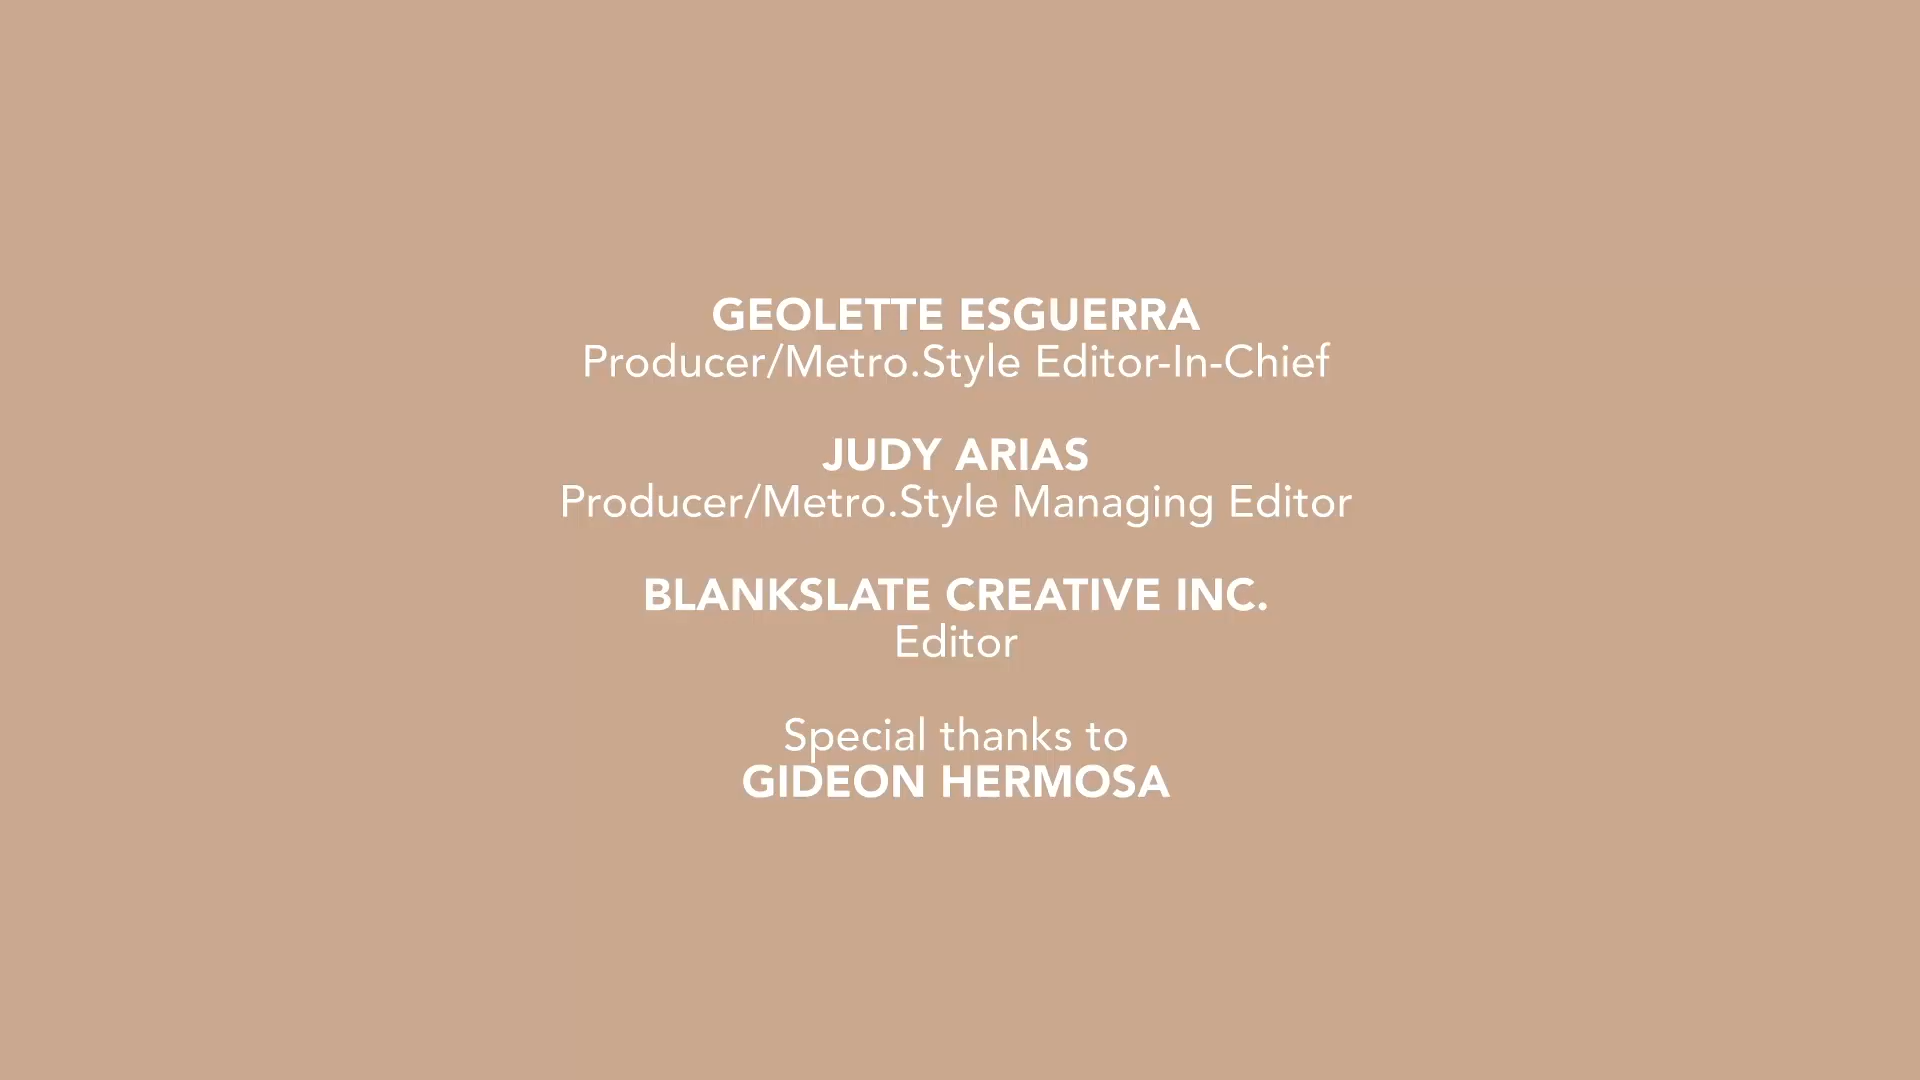 GEOLETTE ESGUERRA
Producer/Metro.Style Editor-In-Chief
JUDY ARIAS
Producer/Metro.Style Managing Editor
BLANKSLATE CREATIVE INC.
Editor
Special thanks to
GIDEON HERMOSA